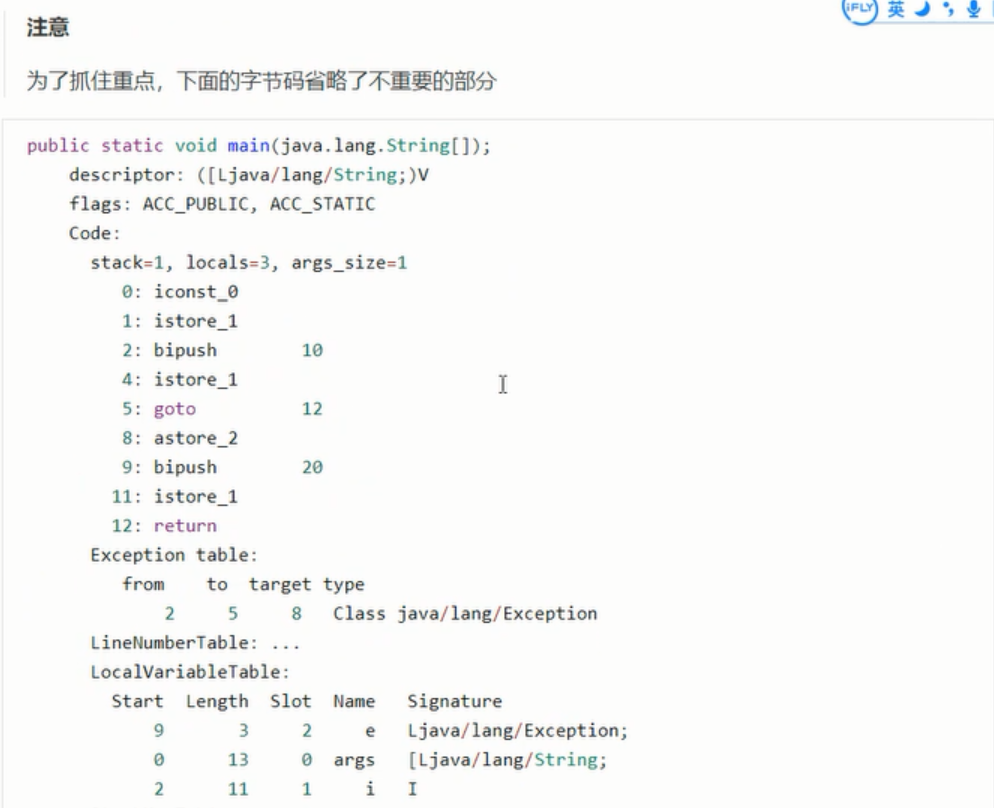 iFLY 英
注意
为了抓住重点，下面的字节码省略了不重要的部分
public static void main(java.lang.String[]);
    descriptor: ([Ljava/lang/String;)V
    flags: ACC_PUBLIC, ACC_STATIC
    Code:
      stack=1, locals=3, args_size=1
         0: iconst_0
         1: istore_1
         2: bipush        10
         4: istore_1
         5: goto          12
         8: astore_2
         9: bipush        20
        11: istore_1
        12: return
      Exception table:
         from    to  target type
             2     5     8   Class java/lang/Exception
      LineNumberTable: ...
      LocalVariableTable:
        Start  Length  Slot  Name   Signature
            9       3     2     e   Ljava/lang/Exception;
            0      13     0  args   [Ljava/lang/String;
            2      11     1     i   I